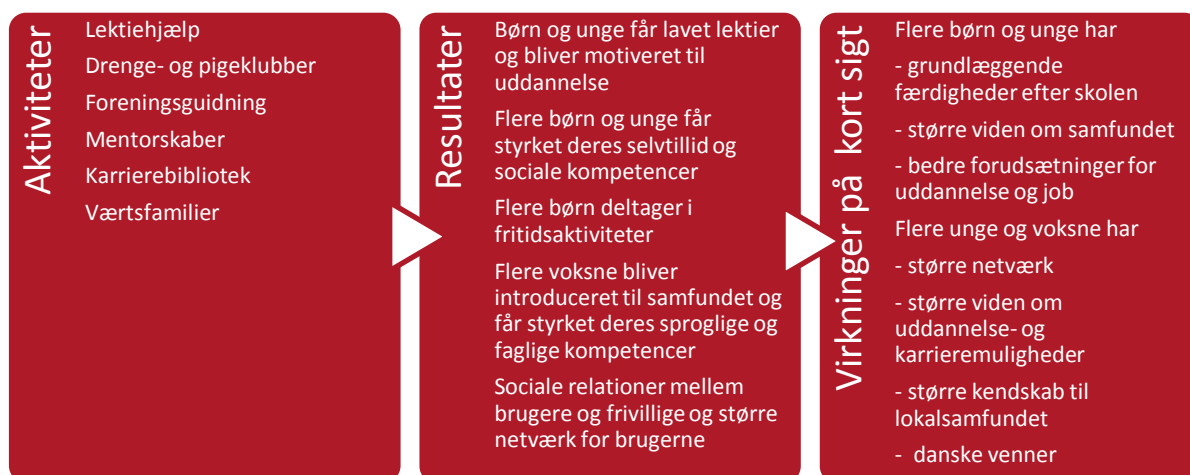 Aktiviteter
Lektiehjælp
Drenge- og pigeklubber
Foreningsguidning
Mentorskaber
Karrierebibliotek
Værtsfamilier
Resultater
Børn og unge får lavet lektier
og bliver motiveret til
uddannelse
Flere børn og unge får
styrket deres selvtillid og
sociale kompetencer
Flere børn deltager i
fritidsaktiviteter
Flere voksne bliver
introduceret til samfundet og
får styrket deres sproglige og
faglige kompetencer
Sociale relationer mellem
brugere og frivillige og større
netværk for brugerne
Virkninger på kort sigt
Flere børn og unge har
- grundlæggende
færdigheder efter skolen
- større viden om samfundet
- bedre forudsætninger for
uddannelse og job
Flere unge og voksne har
- større netværk
- større viden om
uddannelse- og
karrieremuligheder
- større kendskab til
lokalsamfundet
- danske venner